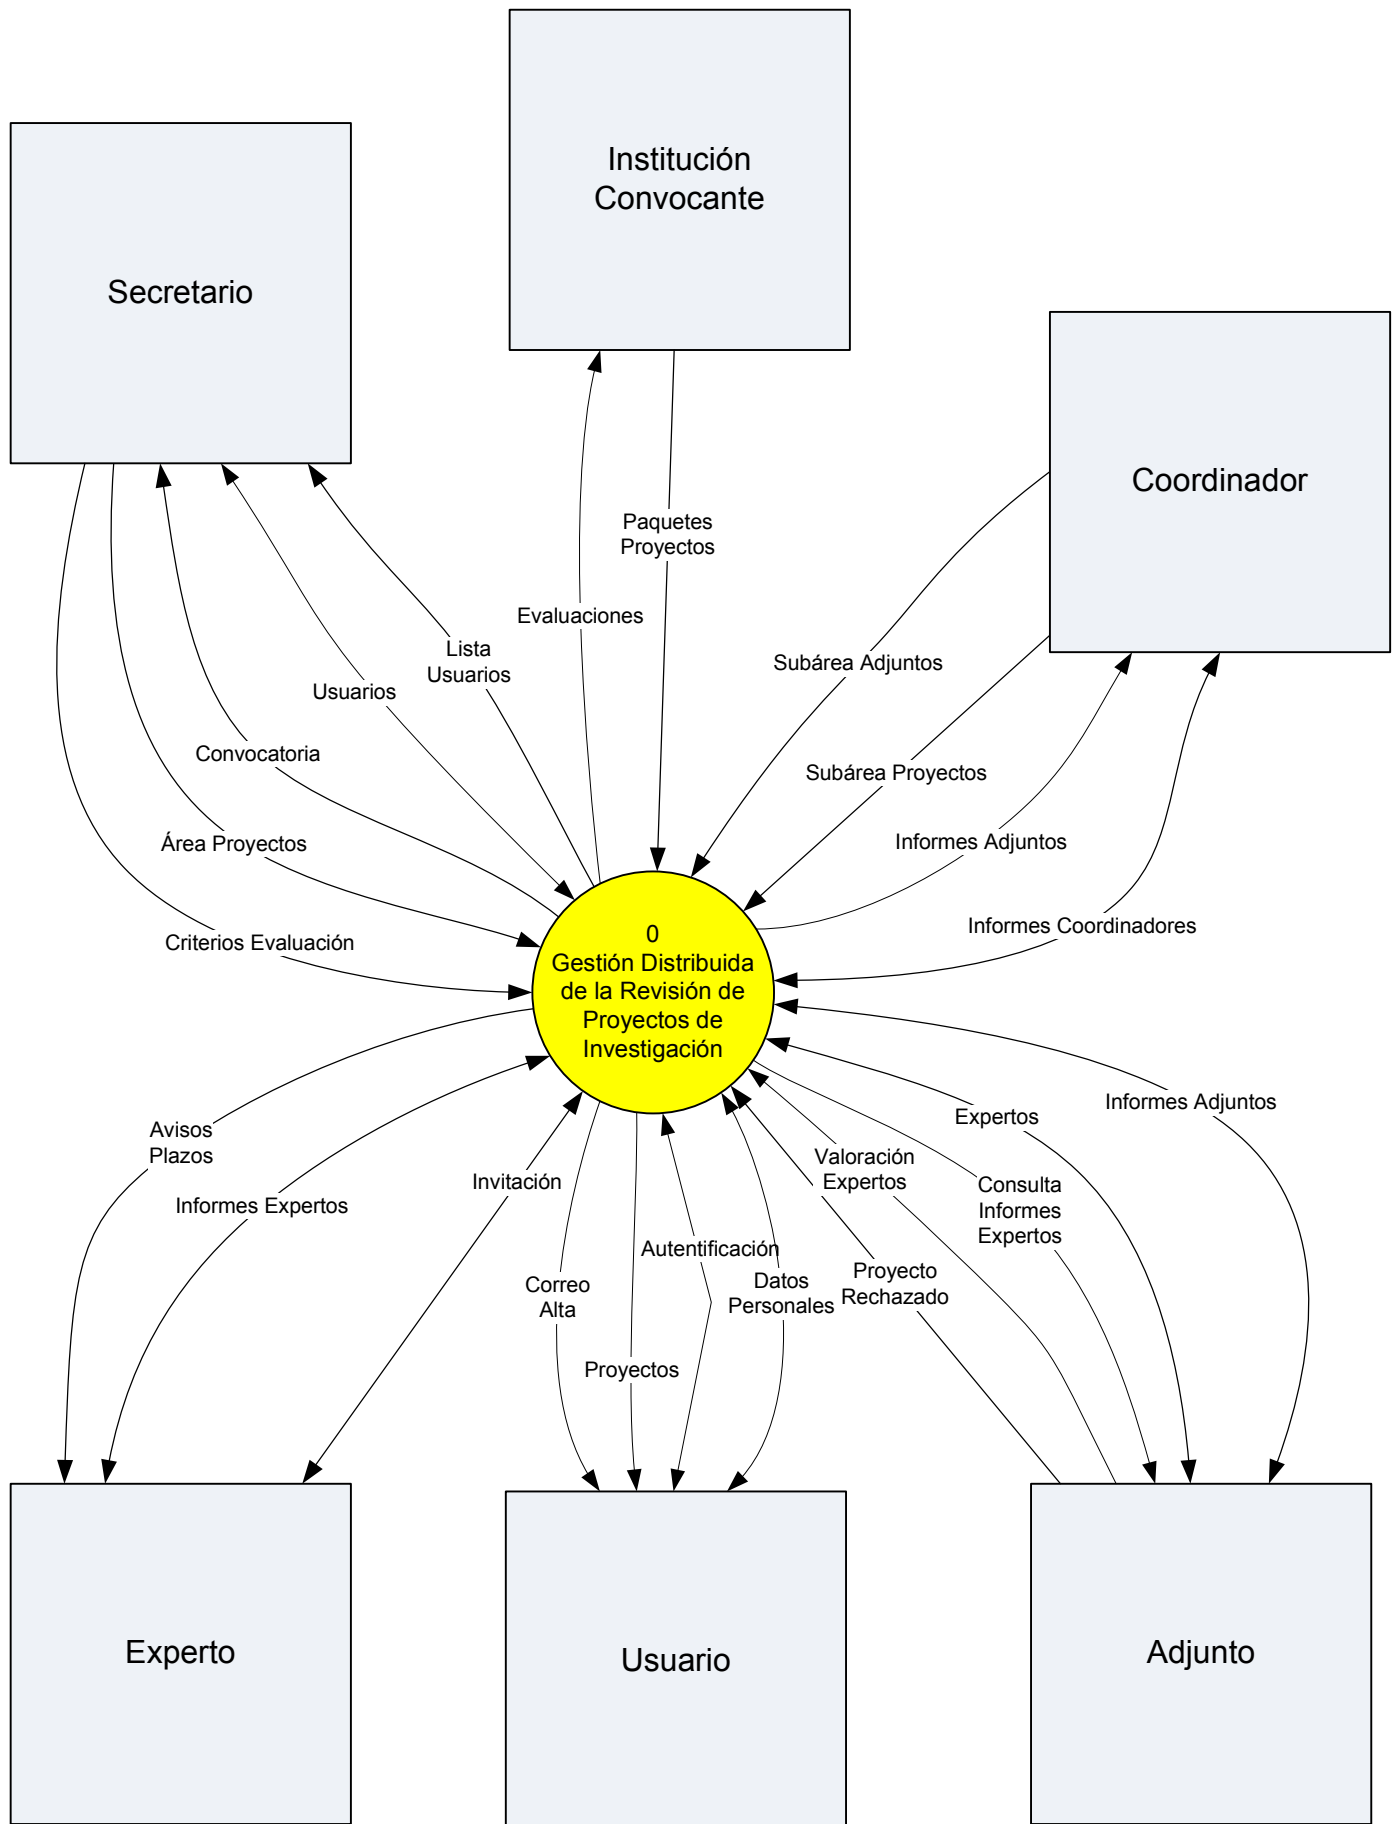 Institución
Convocante
Secretario
Coordinador
Paquetes
Proyectos
Evaluaciones
Lista
Usuarios
Usuarios
Subárea Adjuntos
Convocatoria
Subárea Proyectos
Área Proyectos
Informes Adjuntos
Criterios Evaluación
Informes Coordinadores
0
Gestión Distribuida
de la Revisión de
Proyectos de
Investigación
Avisos
Plazos
Informes Expertos
Invitación
Correo
Alta
Proyectos
Autentificación
Datos
Personales
Valoración
Expertos
Proyecto
Rechazado
Consulta
Informes
Expertos
Expertos
Informes Adjuntos
Experto
Usuario
Adjunto